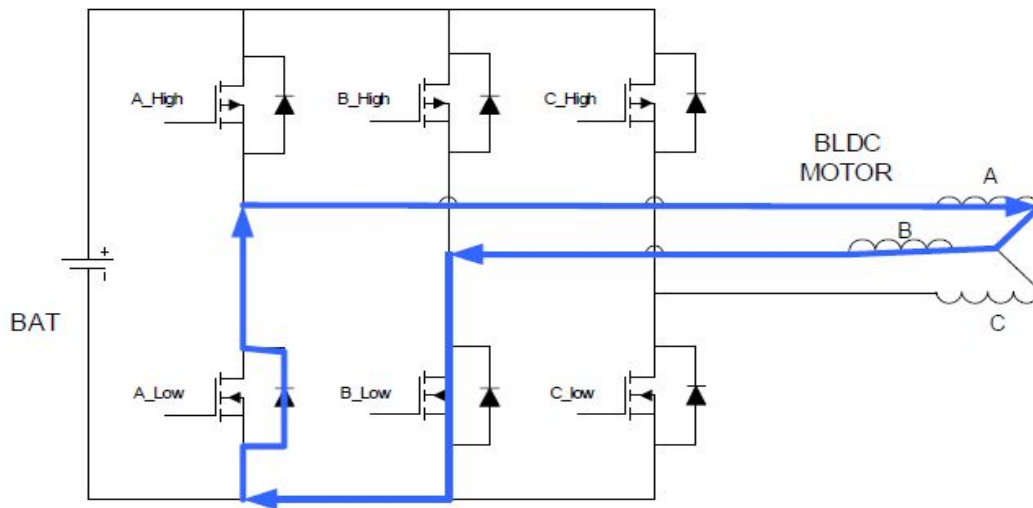 A_High
B_High
C_High
BLDC
MOTOR
A
B
+
-
BAT
C
A_Low
B_Low
C_low